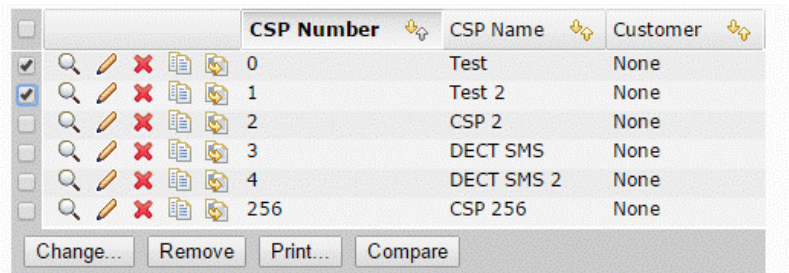 CSP Number CSP Name Customer
0 Test None
1 Test 2 None
2 CSP 2 None
3 DECT SMS None
4 DECT SMS 2 None
256 CSP 256 None
Change... Remove Print... Compare